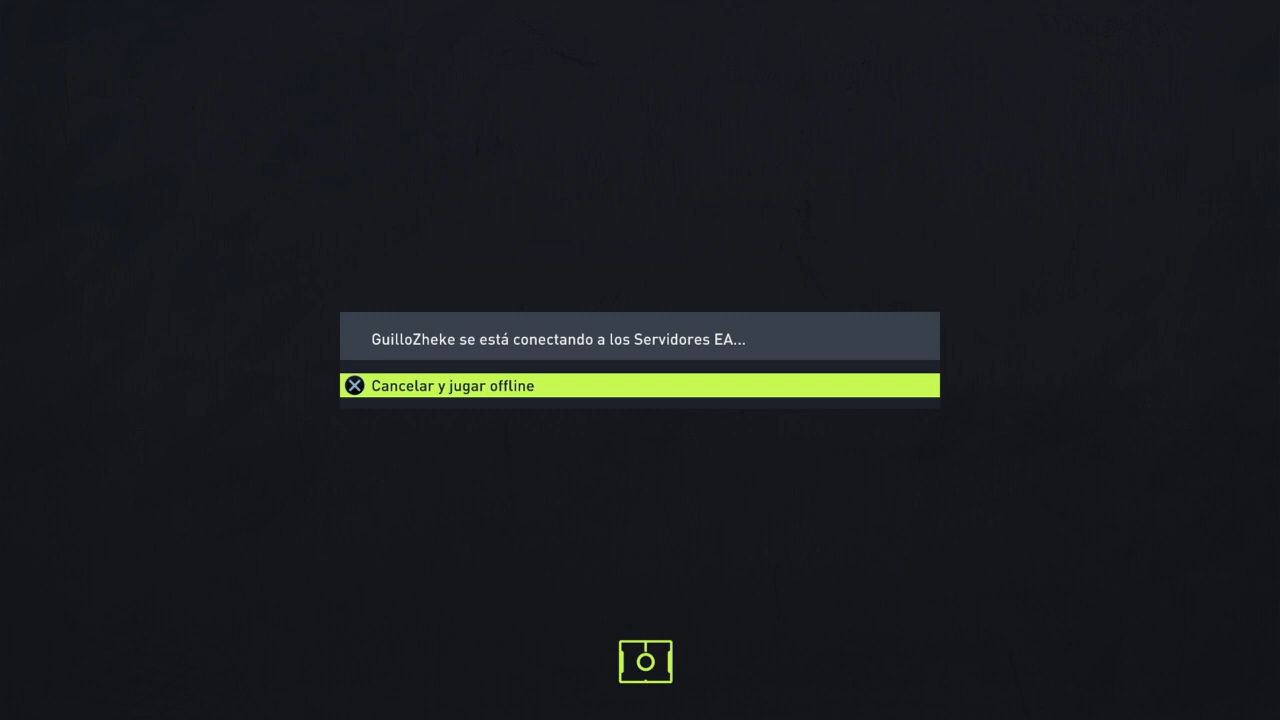 GuilloZheke se está conectando a los Servidores EA...
Cancelar y jugar offline